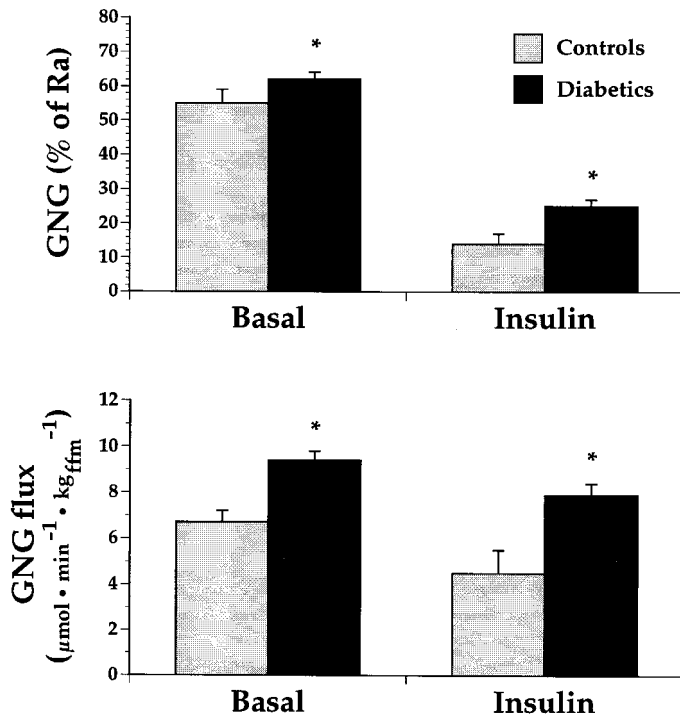 80
70
60
50
40
30
20
10
0
GNG (% of Ra)
*
*
Controls
Diabetics
Basal Insulin
12
10
8
6
4
2
0
GNG flux
(µmol • min⁻¹ • kg_ffm⁻¹)
*
*
Basal Insulin